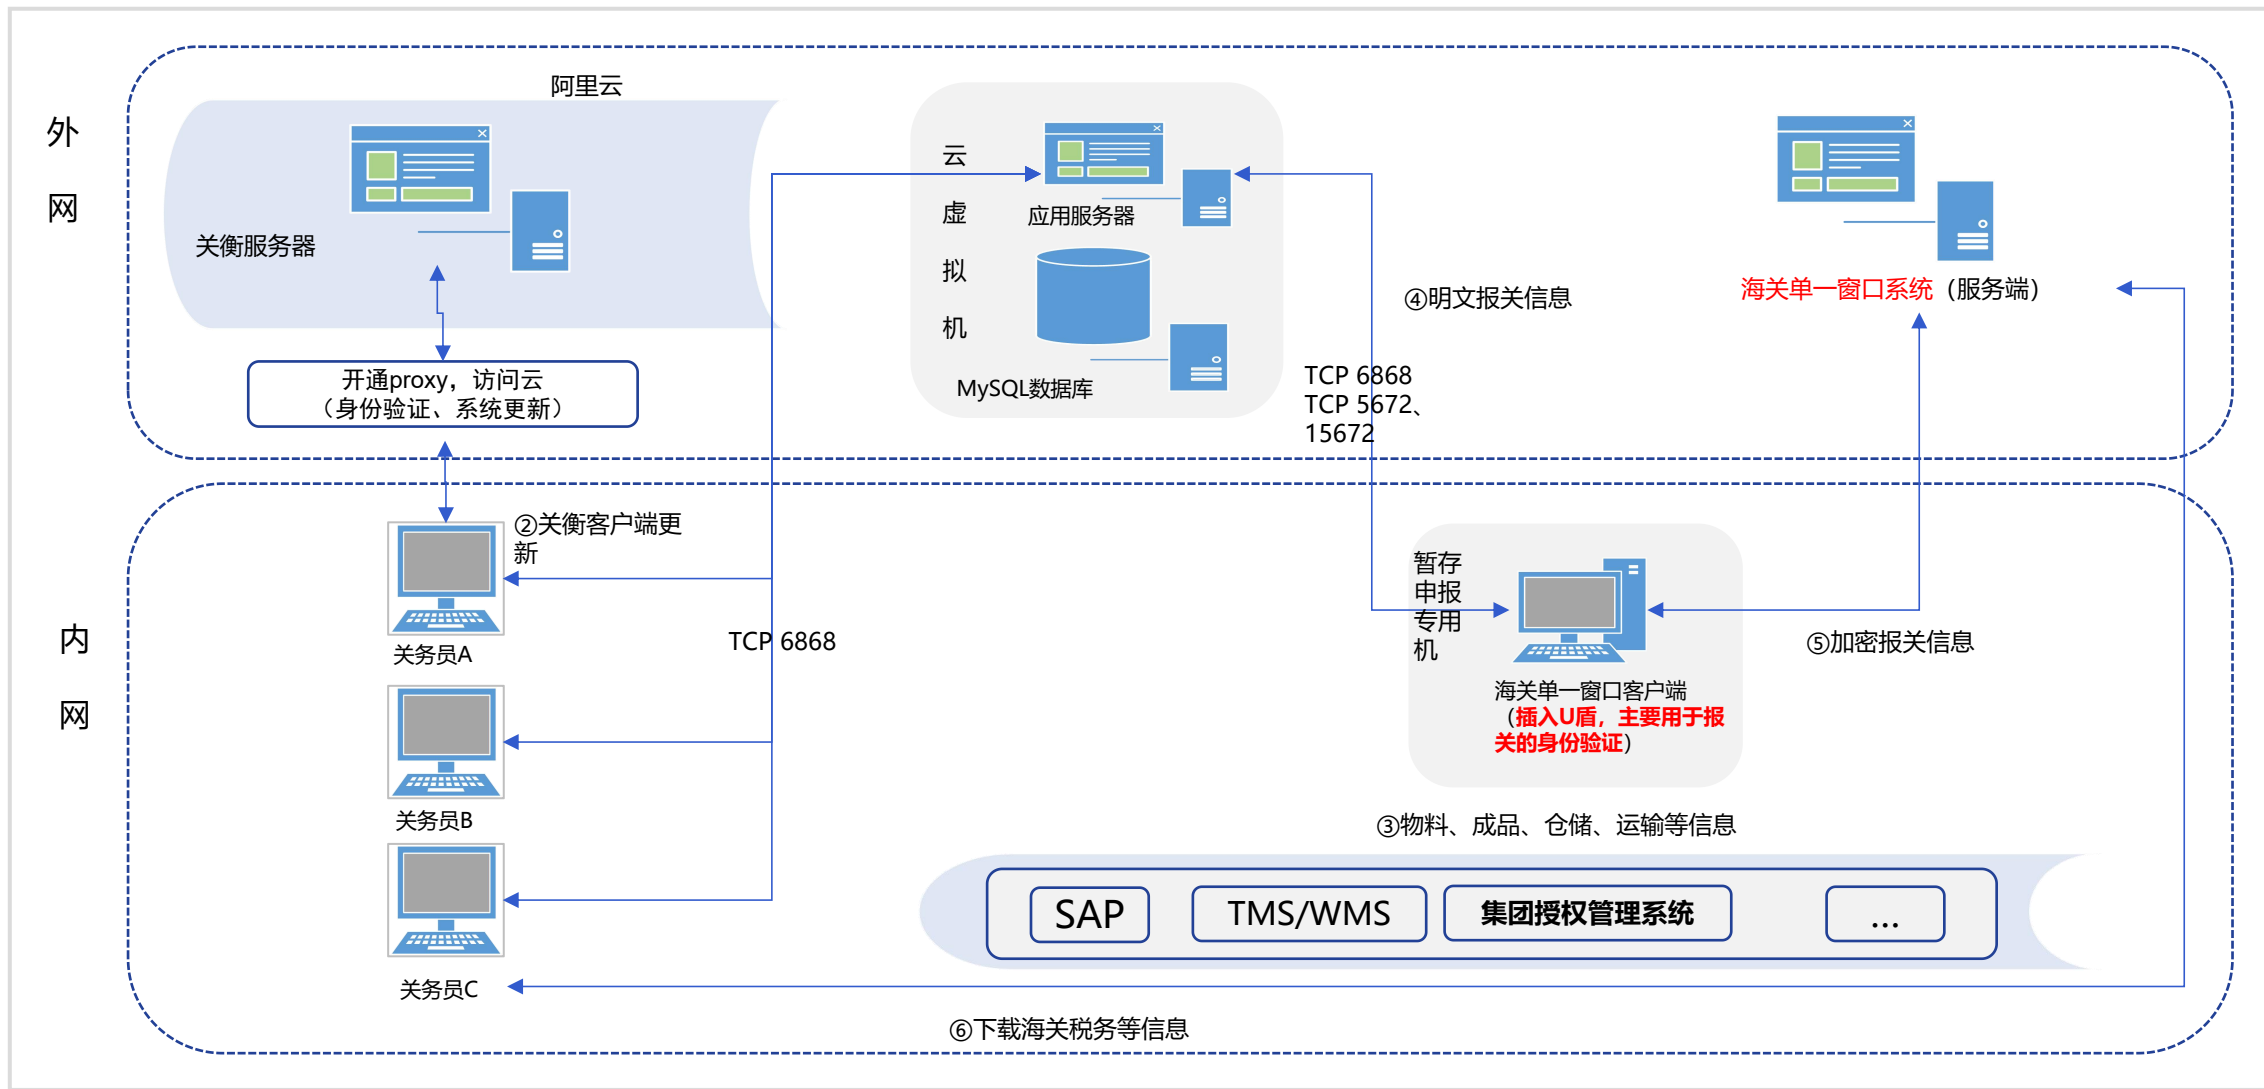 外
网
阿里云
关衡服务器
开通proxy，访问云
（身份验证、系统更新）
云
虚
拟
机
应用服务器
MySQL数据库
④明文报关信息
TCP 6868
TCP 5672、
15672
海关单一窗口系统（服务端）
内
网
②关衡客户端更
新
关务员A
TCP 6868
关务员B
关务员C
暂存
申报
专用
机
海关单一窗口客户端
（插入U盾，主要用于报
关的身份验证）
⑤加密报关信息
③物料、成品、仓储、运输等信息
SAP
TMS/WMS
集团授权管理系统
...
⑥下载海关税务等信息